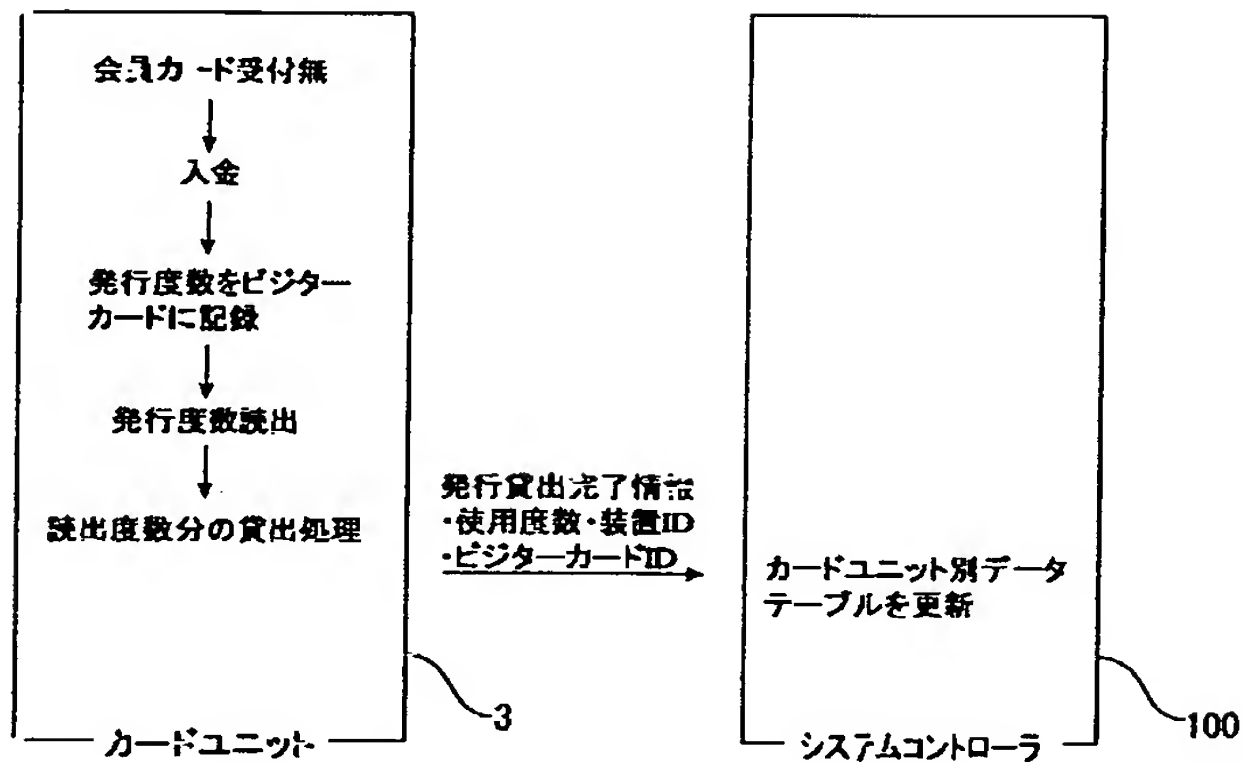 会員カード受付無
入金
発行度数をビジター
カードに記録
発行度数読出
読出度数分の貸出処理
発行貸出完了情報
・使用度数・装置ID
・ビジターカードID
カードユニット別データ
テーブルを更新
3
100
カードユニット
システムコントローラ